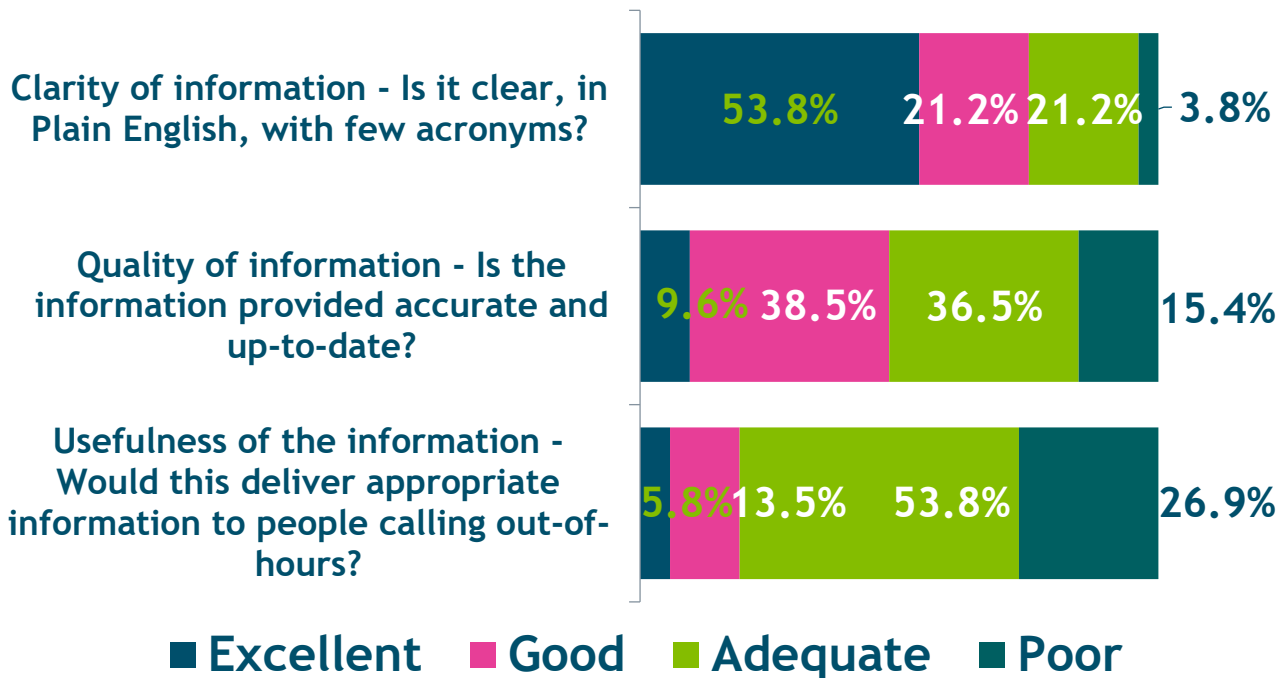 Clarity of information - Is it clear, in
Plain English, with few acronyms?
53.8% 21.2% 21.2% 3.8%
Quality of information - Is the
information provided accurate and
up-to-date?
9.6% 38.5% 36.5% 15.4%
Usefulness of the information -
Would this deliver appropriate
information to people calling out-of-
hours?
5.8% 13.5% 53.8% 26.9%
Excellent Good Adequate Poor